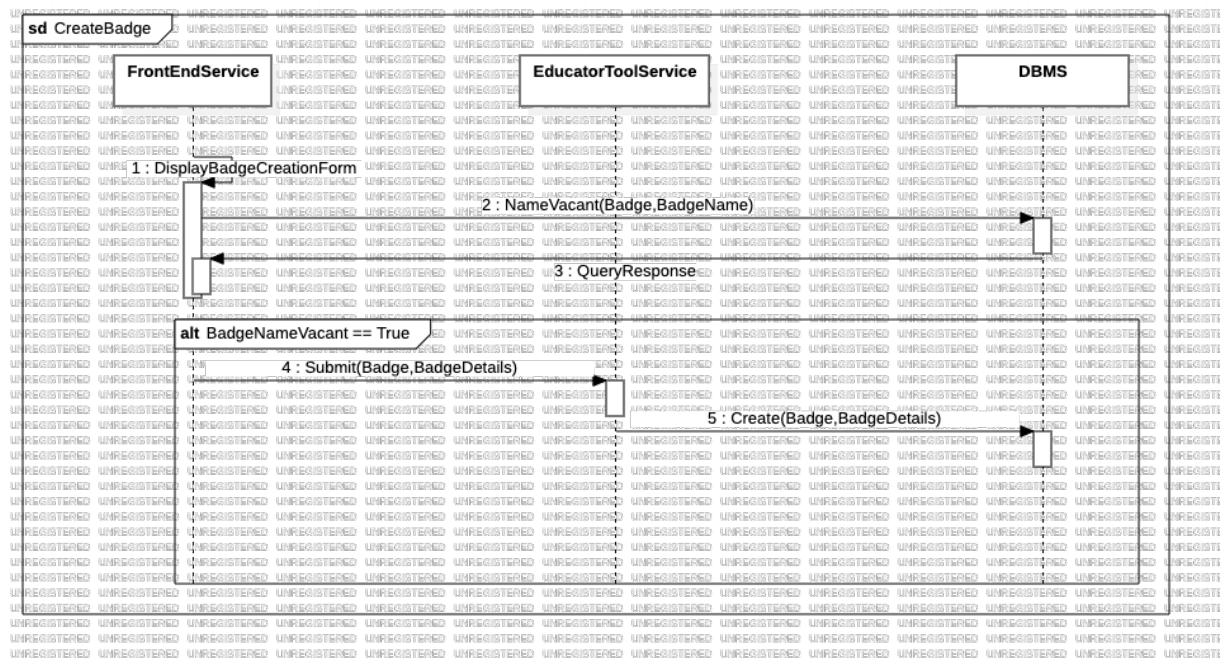 sd CreateBadge
FrontEndService
EducatorToolService
DBMS
1 : DisplayBadgeCreationForm
2 : NameVacant(Badge,BadgeName)
3 : QueryResponse
alt BadgeNameVacant == True
4 : Submit(Badge,BadgeDetails)
5 : Create(Badge,BadgeDetails)
UNREGISTERED